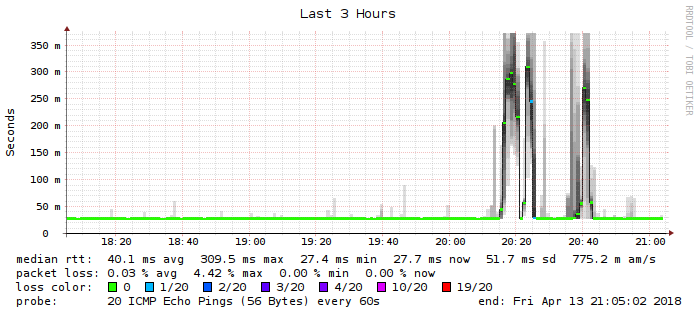 Last 3 Hours
RRDTOOL / TOBI OETIKER
Seconds
350 m
300 m
250 m
200 m
150 m
100 m
50 m
0
18:20 18:40 19:00 19:20 19:40 20:00 20:20 20:40 21:00
median rtt: 40.1 ms avg 309.5 ms max 27.4 ms min 27.7 ms now 51.7 ms sd 775.2 m am/s
packet loss: 0.03 % avg 4.42 % max 0.00 % min 0.00 % now
loss color: 0 1/20 2/20 3/20 4/20 10/20 19/20
probe: 20 ICMP Echo Pings (56 Bytes) every 60s end: Fri Apr 13 21:05:02 2018